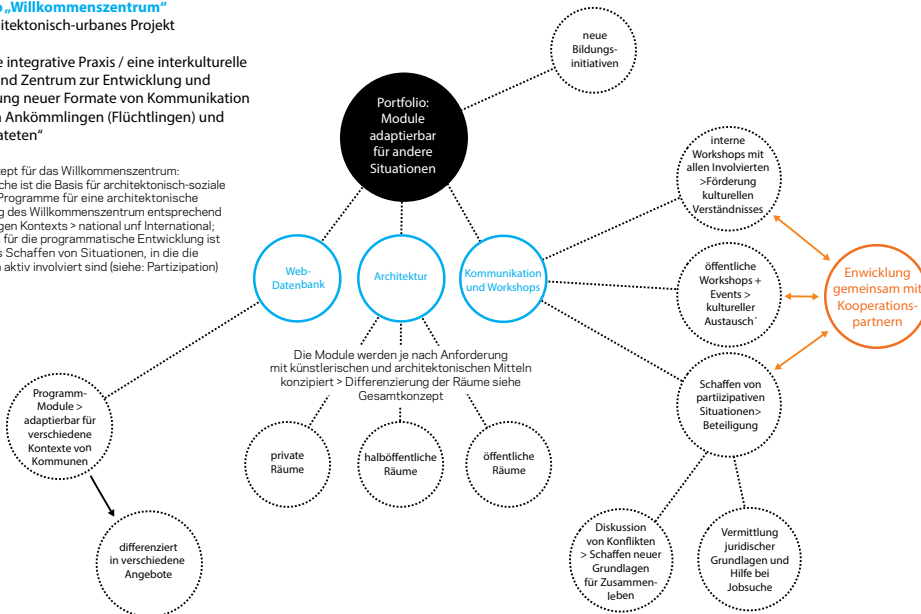 „Willkommenszentrum“
hitektonisch-urbanes Projekt
e integrative Praxis / eine interkulturelle
nd Zentrum zur Entwicklung und
ung neuer Formate von Kommunikation
n Ankömmlingen (Flüchtlingen) und
ateten“
ept für das Willkommenszentrum:
che ist die Basis für architektonisch-soziale
Programme für eine architektonische
g des Willkommenszentrum entsprechend
igen Kontexts > national unf International;
n für die programmatische Entwicklung ist
s Schaffen von Situationen, in die die
n aktiv involviert sind (siehe: Partizipation)
neue
Bildungs-
initiativen
Portfolio:
Module
adaptierbar
für andere
Situationen
interne
Workshops mit
allen Involvierten
>Förderung
kulturellen
Verständnisses
Web-
Datenbank
Architektur
Kommunikation
und Workshops
öffentliche
Workshops +
Events >
kultureller
Austausch´
Enwicklung
gemeinsam mit
Kooperations-
partnern
Die Module werden je nach Anforderung
mit künstlerischen und architektonischen Mitteln
konzipiert > Differenzierung der Räume siehe
Gesamtkonzept
Schaffen von
partiizipativen
Situationen>
Beteiligung
Programm-
Module >
adaptierbar für
verschiedene
Kontexte von
Kommunen
private
Räume
halböffentliche
Räume
öffentliche
Räume
differenziert
in verschiedene
Angebote
Diskussion
von Konflikten
> Schaffen neuer
Grundlagen
für Zusammen-
leben
Vermittlung
juridischer
Grundlagen und
Hilfe bei
Jobsuche